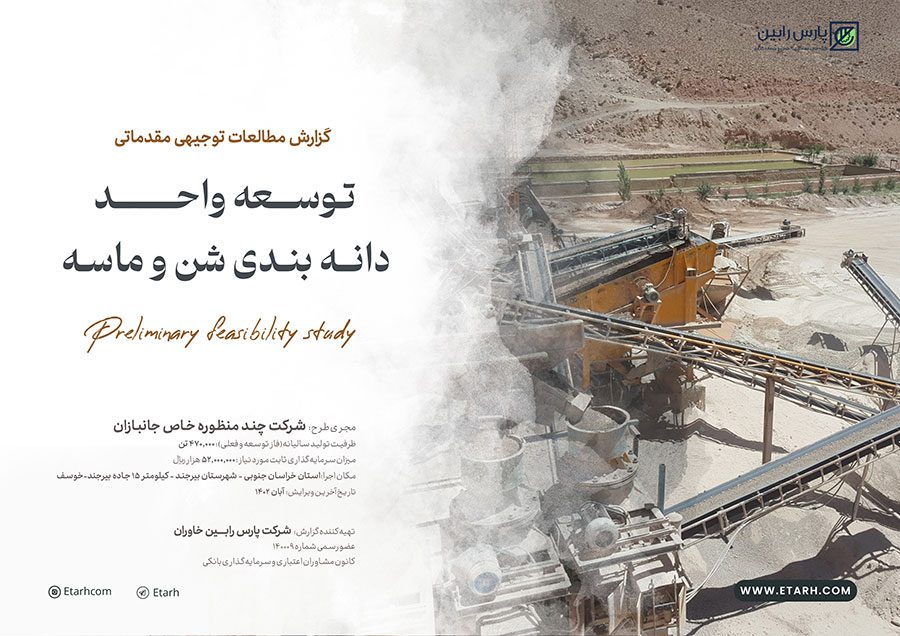 پارس رابین
گزارش مطالعات توجیهی مقدماتی
توسعه واحد
دانه بندی شن و ماسه
Preliminary feasibility study
مجری طرح: شرکت چند منظوره خاص جانبازان
ظرفیت تولید سالیانه (فاز توسعه و فعلی): ۴۷۰,۰۰۰ تن
میزان سرمایه گذاری ثابت مورد نیاز: ۵۲,۰۰۰,۰۰۰ هزار ریال
مکان اجرا: استان خراسان جنوبی - شهرستان بیرجند - کیلومتر ۱۵ جاده بیرجند-خوسف
تاریخ آخرین ویرایش: آبان ۱۴۰۲
تهیه کننده گزارش: شرکت پارس رابین خاوران
عضو رسمی شماره ۱۴۰۰۰۹
کانون مشاوران اعتباری و سرمایه گذاری بانکی
Etarhcom
Etarh
WWW.ETARH.COM